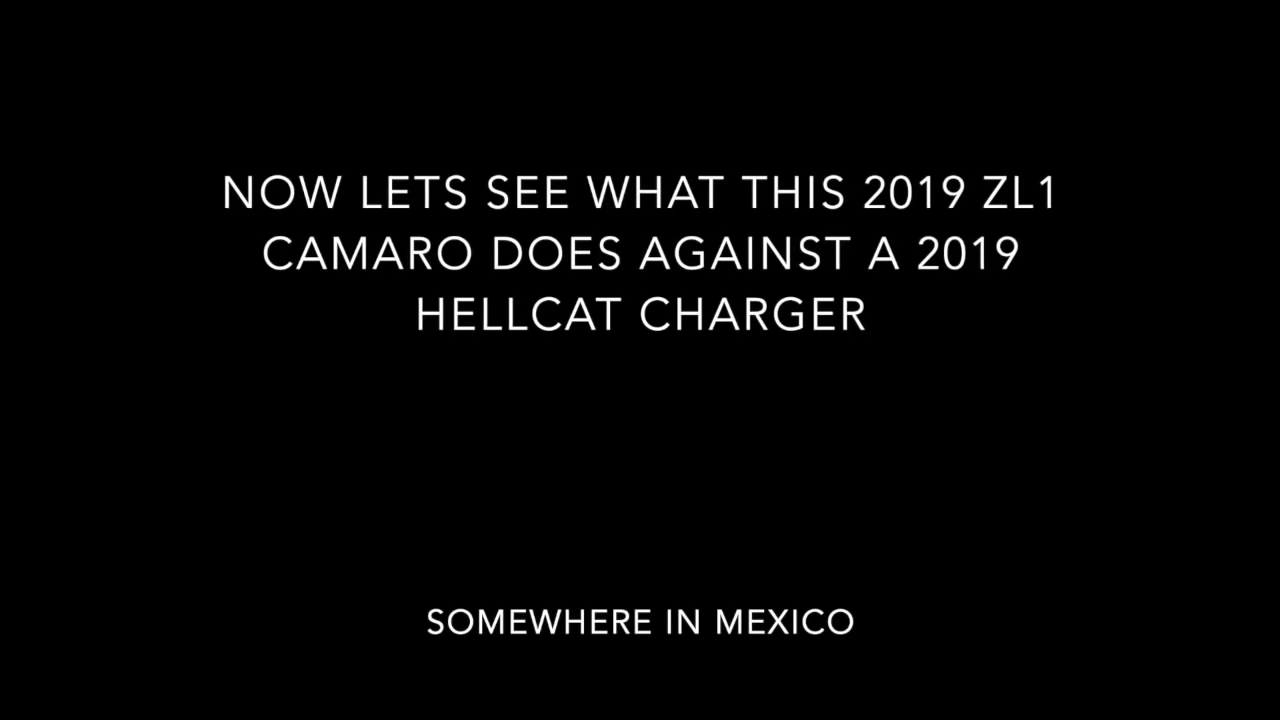 NOW LETS SEE WHAT THIS 2019 ZL1
CAMARO DOES AGAINST A 2019
HELLCAT CHARGER
SOMEWHERE IN MEXICO